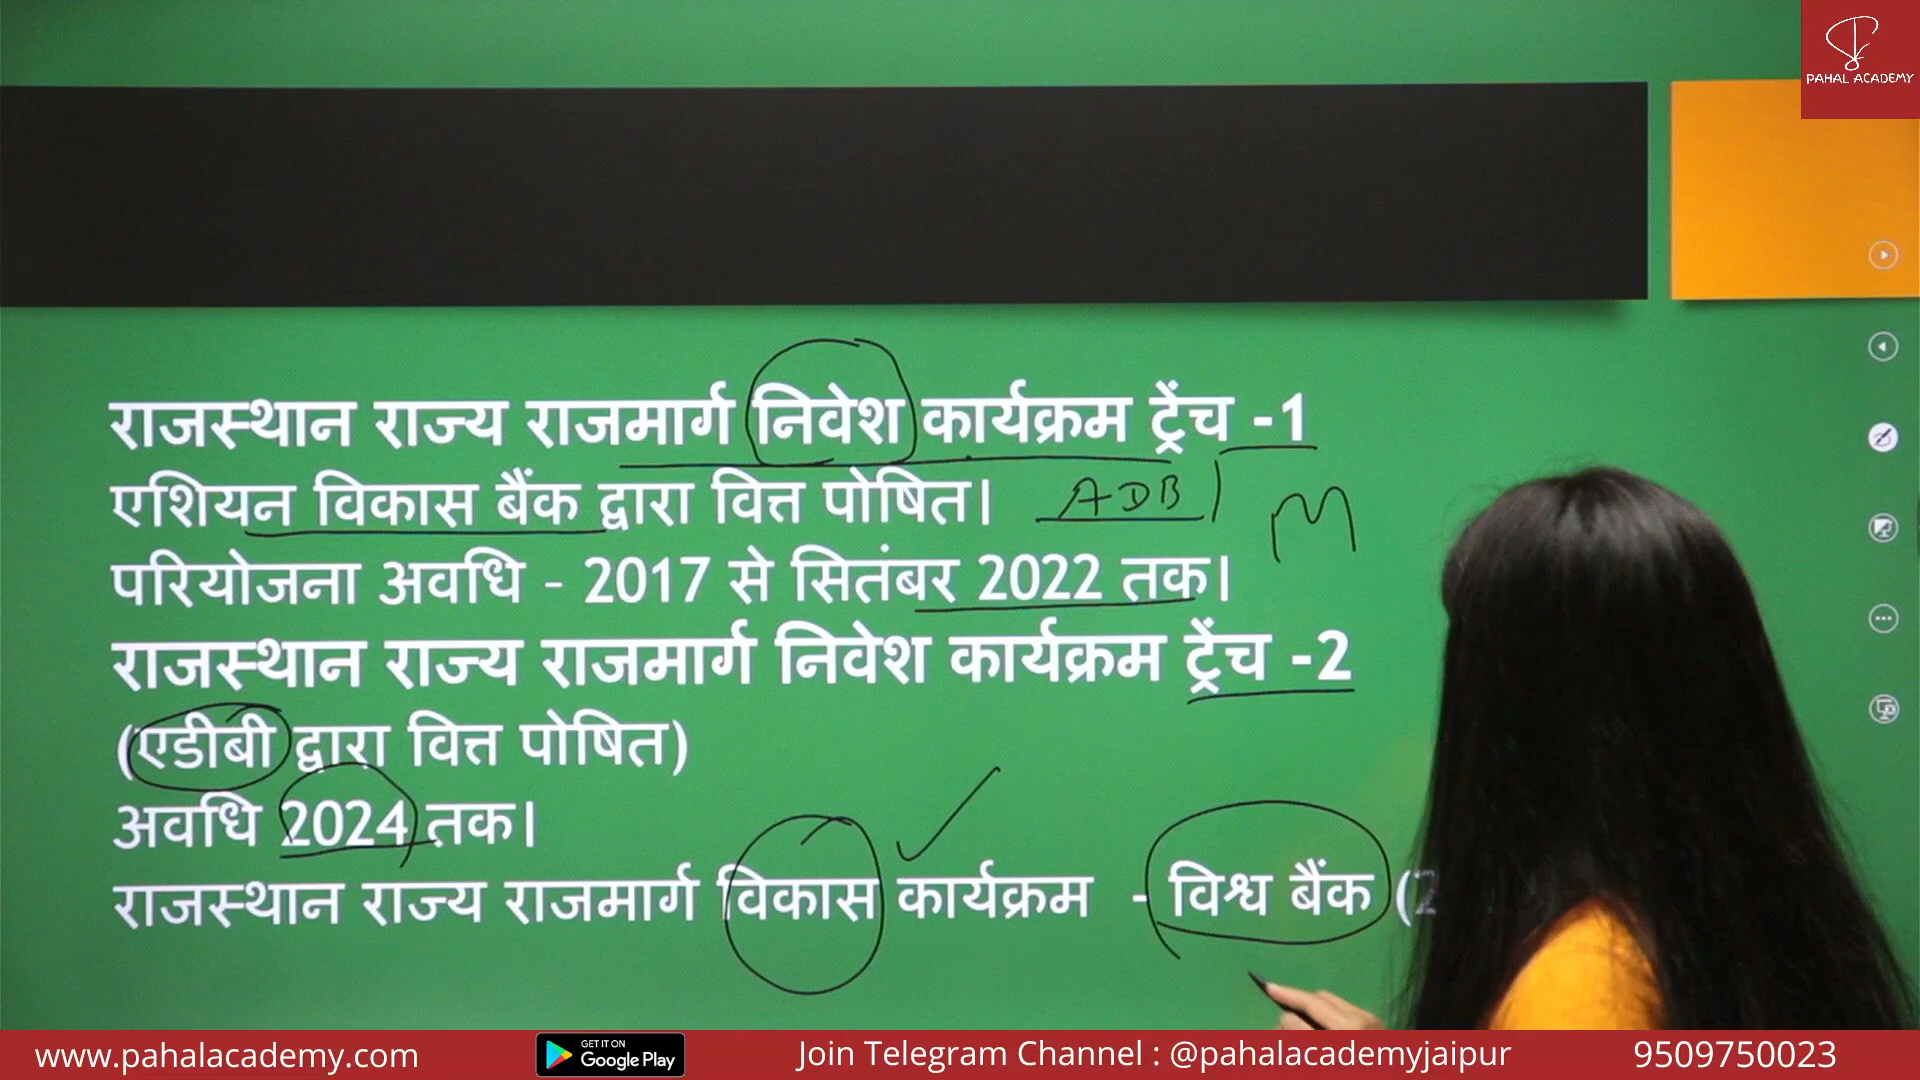 PAHAL ACADEMY
राजस्थान राज्य राजमार्ग निवेश कार्यक्रम ट्रेंच -1
एशियन विकास बैंक द्वारा वित्त पोषित। ADB
M
परियोजना अवधि - 2017 से सितंबर 2022 तक।
राजस्थान राज्य राजमार्ग निवेश कार्यक्रम ट्रेंच -2
(एडीबी द्वारा वित्त पोषित)
अवधि 2024 तक।
राजस्थान राज्य राजमार्ग विकास कार्यक्रम - विश्व बैंक (2
www.pahalacademy.com GET IT ON Google Play Join Telegram Channel : @pahalacademyjaipur 9509750023